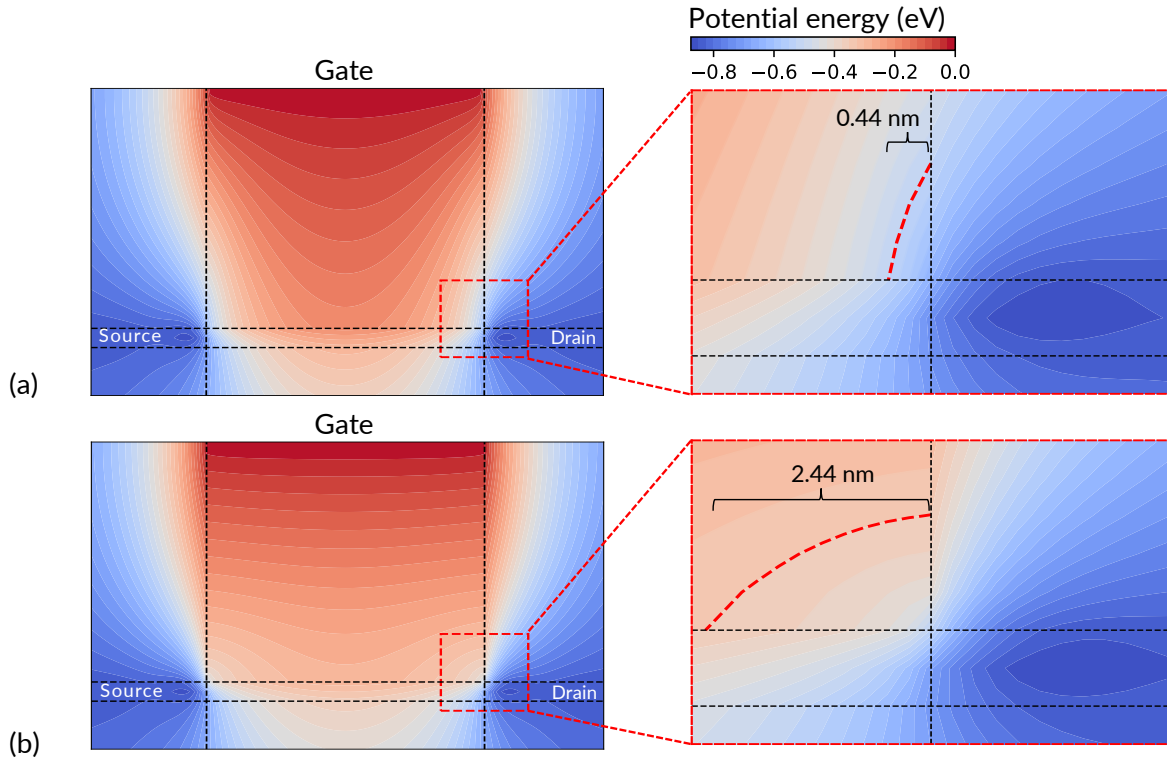 Potential energy (eV)
−0.8 −0.6 −0.4 −0.2 0.0
Gate
0.44 nm
Source
Drain
(a)
Gate
2.44 nm
Source
Drain
(b)